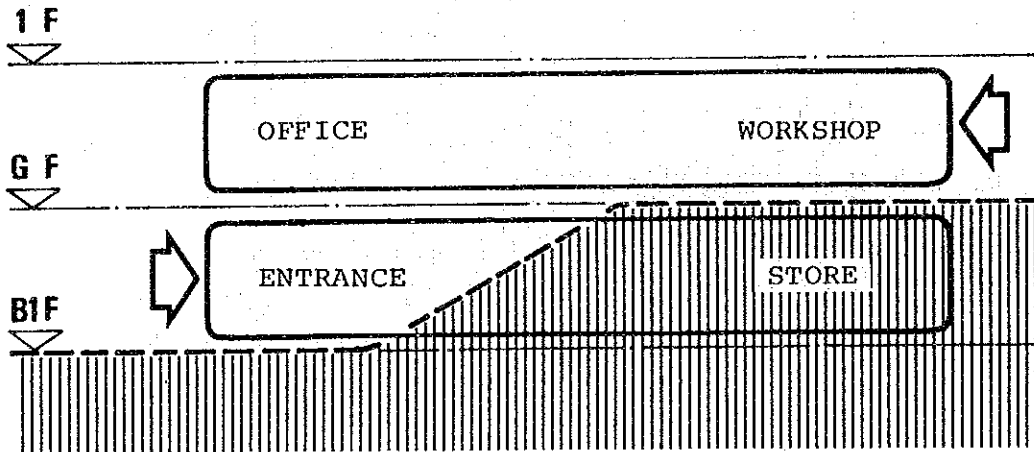 1 F
OFFICE WORKSHOP
G F
ENTRANCE STORE
B1F